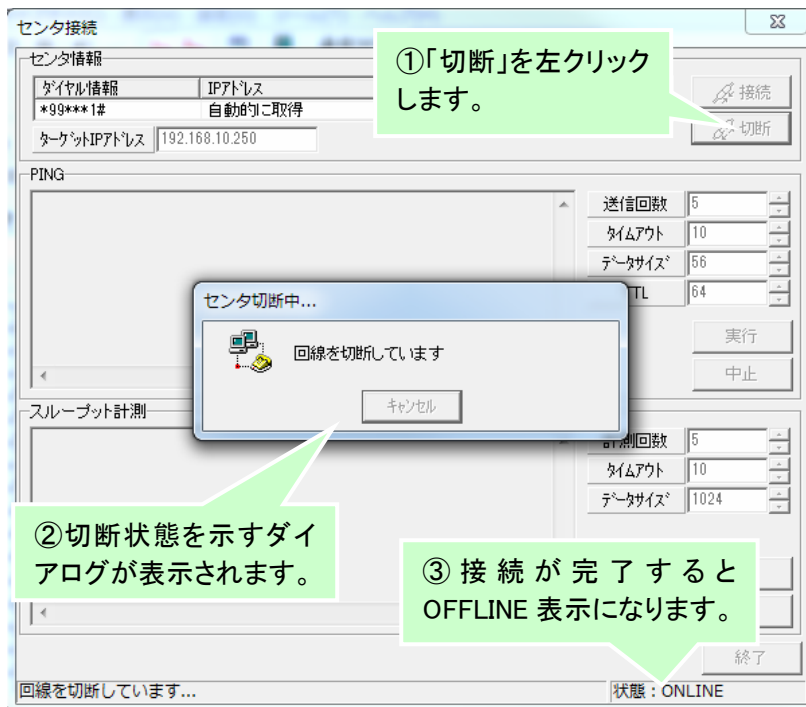 センタ接続
センタ情報
ダイヤル情報 IPアドレス
*99***1# 自動的に取得
ターゲットIPアドレス 192.168.10.250
①「切断」を左クリック
します。
接続
切断
PING
送信回数 5
タイムアウト 10
データサイズ 56
TL 64
実行
中止
センタ切断中...
回線を切断しています
キャンセル
スループット計測
計測回数 5
タイムアウト 10
データサイズ 1024
②切断状態を示すダイ
アログが表示されます。
③接続が完了すると
OFFLINE 表示になります。
終了
回線を切断しています...
状態：ONLINE